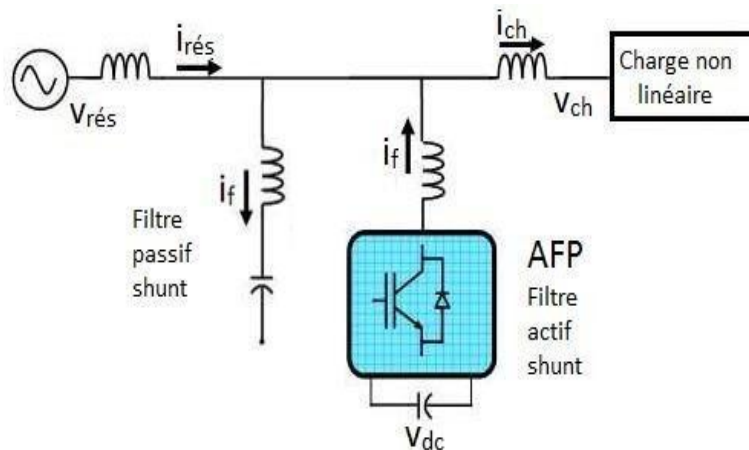 i_rés
i_ch
v_rés
v_ch
Charge non
linéaire
i_f
i_f
Filtre
passif
shunt
AFP
Filtre
actif
shunt
v_dc